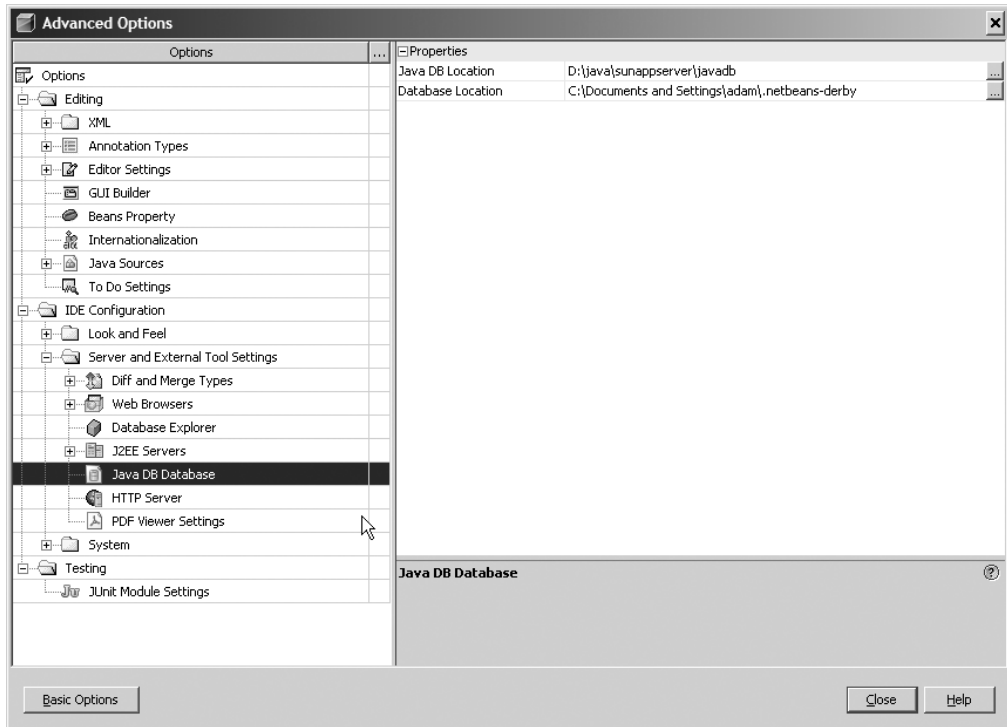 Advanced Options
Options ...
Options
Editing
XML
Annotation Types
Editor Settings
GUI Builder
Beans Property
Internationalization
Java Sources
To Do Settings
IDE Configuration
Look and Feel
Server and External Tool Settings
Diff and Merge Types
Web Browsers
Database Explorer
J2EE Servers
Java DB Database
HTTP Server
PDF Viewer Settings
System
Testing
JUnit Module Settings
Properties
Java DB Location D:\java\sunappserver\javadb ...
Database Location C:\Documents and Settings\adam\.netbeans-derby ...
Java DB Database ?
Basic Options Close Help